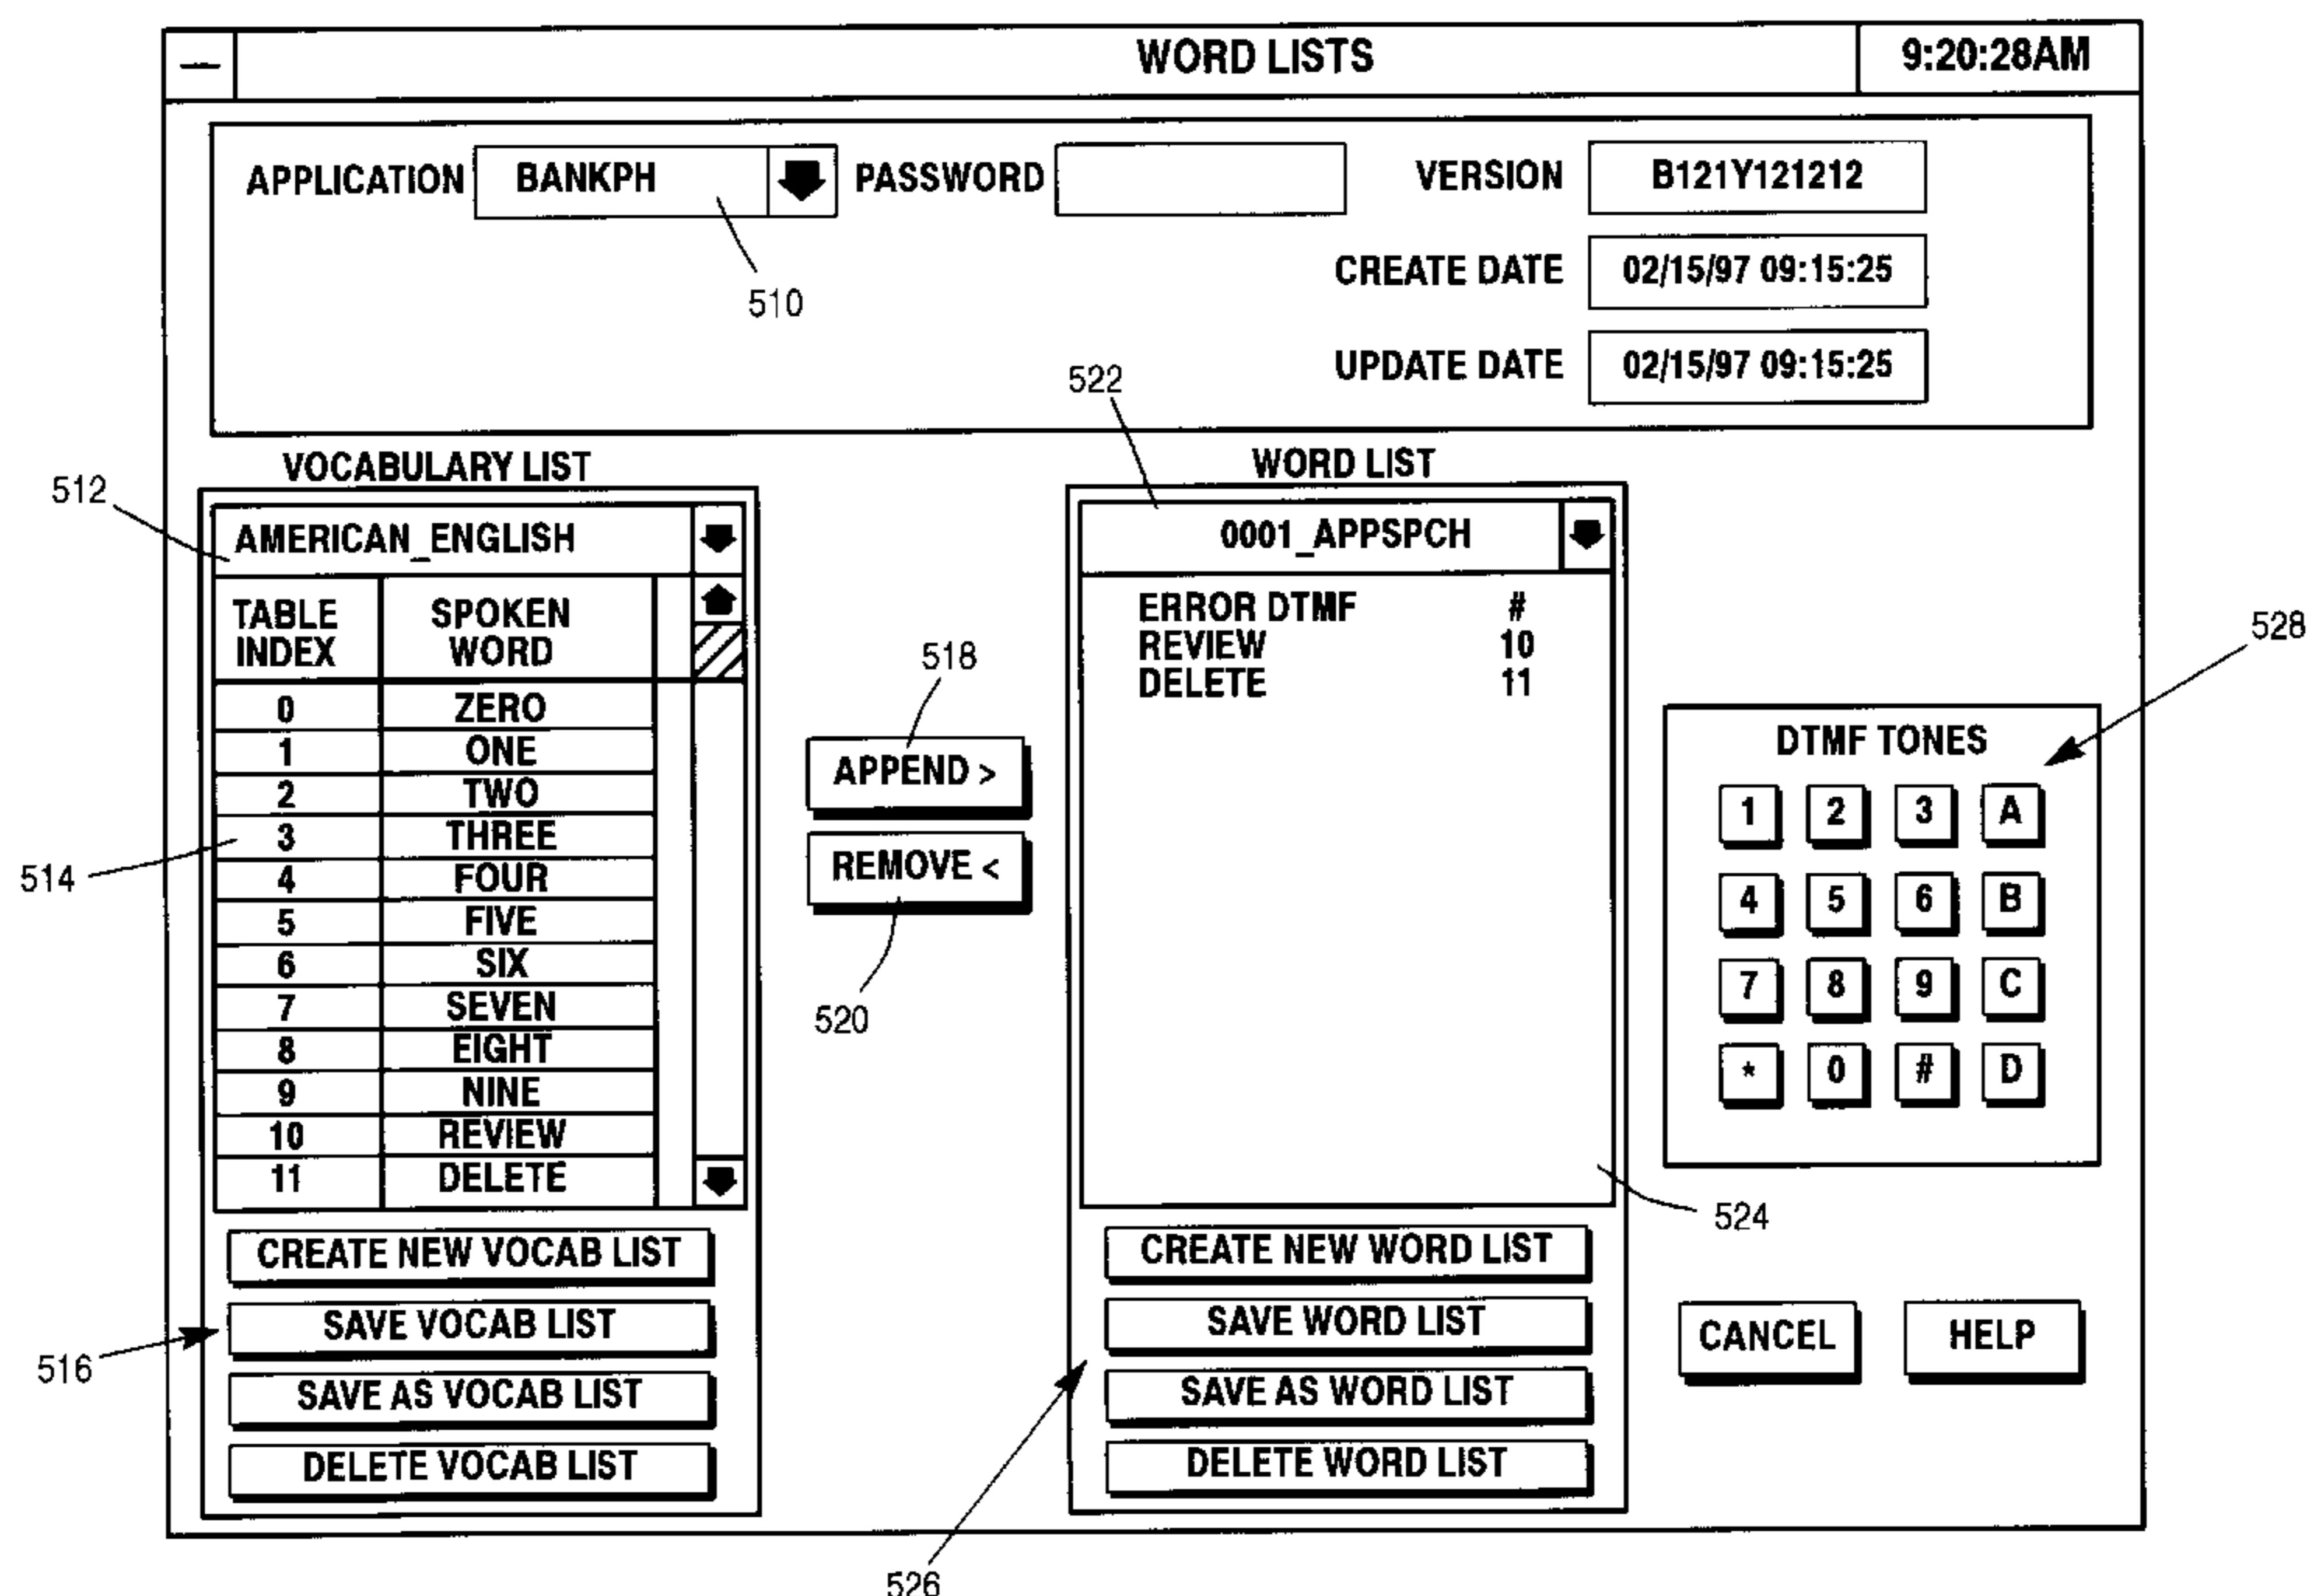 WORD LISTS
9:20:28AM
APPLICATION BANKPH PASSWORD VERSION B121Y121212
510
CREATE DATE 02/15/97 09:15:25
UPDATE DATE 02/15/97 09:15:25
522
VOCABULARY LIST
512
AMERICAN_ENGLISH
TABLE INDEX SPOKEN WORD
0 ZERO
1 ONE
2 TWO
3 THREE
4 FOUR
5 FIVE
6 SIX
7 SEVEN
8 EIGHT
9 NINE
10 REVIEW
11 DELETE
514
CREATE NEW VOCAB LIST
SAVE VOCAB LIST
SAVE AS VOCAB LIST
DELETE VOCAB LIST
516
518
APPEND >
REMOVE <
520
WORD LIST
0001_APPSPCH
ERROR DTMF #
REVIEW 10
DELETE 11
524
CREATE NEW WORD LIST
SAVE WORD LIST
SAVE AS WORD LIST
DELETE WORD LIST
526
528
DTMF TONES
1 2 3 A
4 5 6 B
7 8 9 C
* 0 # D
CANCEL
HELP